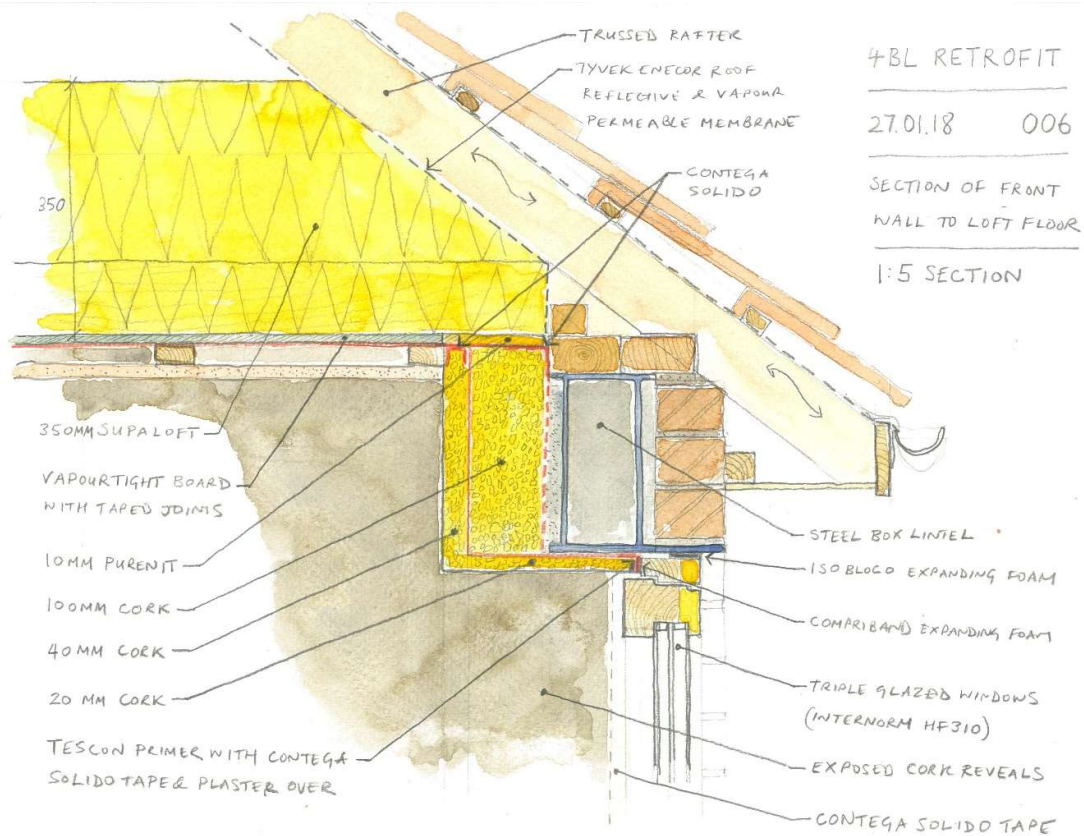 TRUSSED RAFTER
TYVEK ENECOR ROOF
REFLECTIVE & VAPOUR
PERMEABLE MEMBRANE
CONTEGA
SOLIDO
4BL RETROFIT
27.01.18 006
SECTION OF FRONT
WALL TO LOFT FLOOR
1:5 SECTION
350
350MM SUPALOFT
VAPOURTIGHT BOARD
WITH TAPED JOINTS
10MM PURENIT
100MM CORK
40MM CORK
20 MM CORK
TESCON PRIMER WITH CONTEGA
SOLIDO TAPE & PLASTER OVER
STEEL BOX LINTEL
ISO BLOCO EXPANDING FOAM
COMPRIBAND EXPANDING FOAM
TRIPLE GLAZED WINDOWS
(INTERNORM HF310)
EXPOSED CORK REVEALS
CONTEGA SOLIDO TAPE